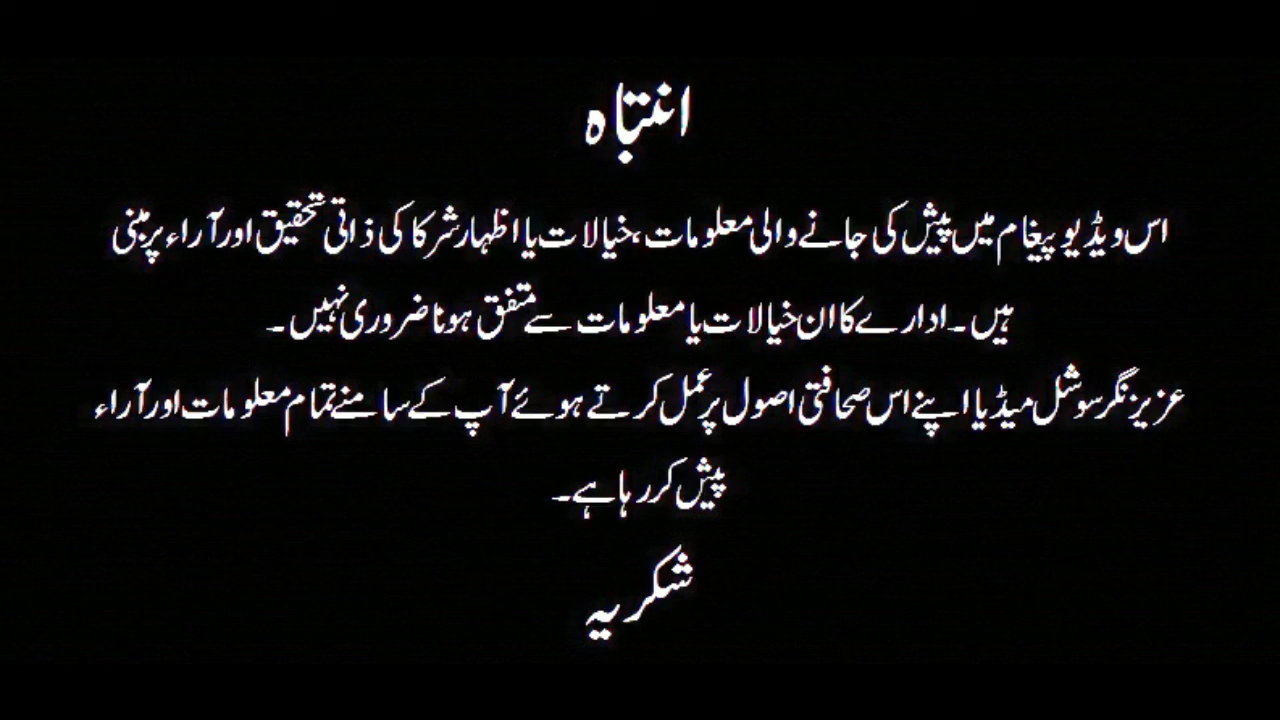 انتباہ
اس ویڈیو پیغام میں پیش کی جانے والی معلومات، خیالات یا اظہار شرکا کی ذاتی تحقیق اور آراء پر مبنی
ہیں۔ ادارے کا ان خیالات یا معلومات سے متفق ہونا ضروری نہیں۔
عزیز نگر سوشل میڈیا اپنے اس صحافتی اصول پر عمل کرتے ہوئے آپ کے سامنے تمام معلومات اور آراء
پیش کر رہا ہے۔
شکریہ